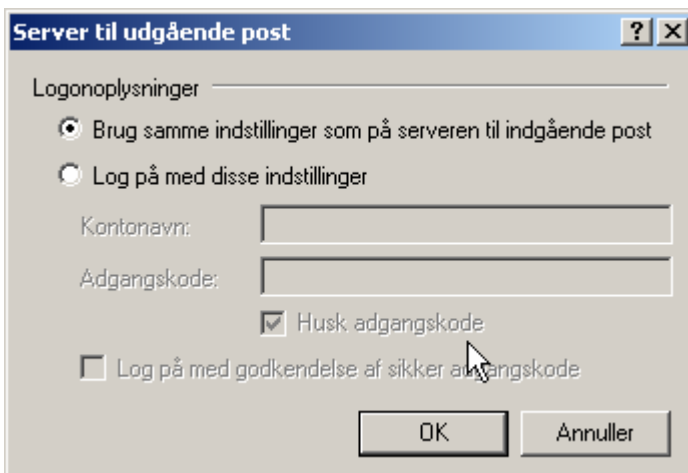 Server til udgående post
Logonoplysninger
Brug samme indstillinger som på serveren til indgående post
Log på med disse indstillinger
Kontonavn:
Adgangskode:
Husk adgangskode
Log på med godkendelse af sikker adgangskode
OK Annuller